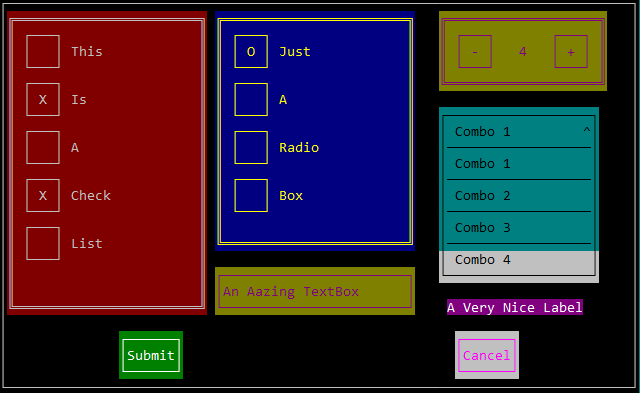 This
X Is
A
X Check
List
O Just
A
Radio
Box
- 4 +
Combo 1 ^
Combo 1
Combo 2
Combo 3
Combo 4
An Aazing TextBox
A Very Nice Label
Submit
Cancel